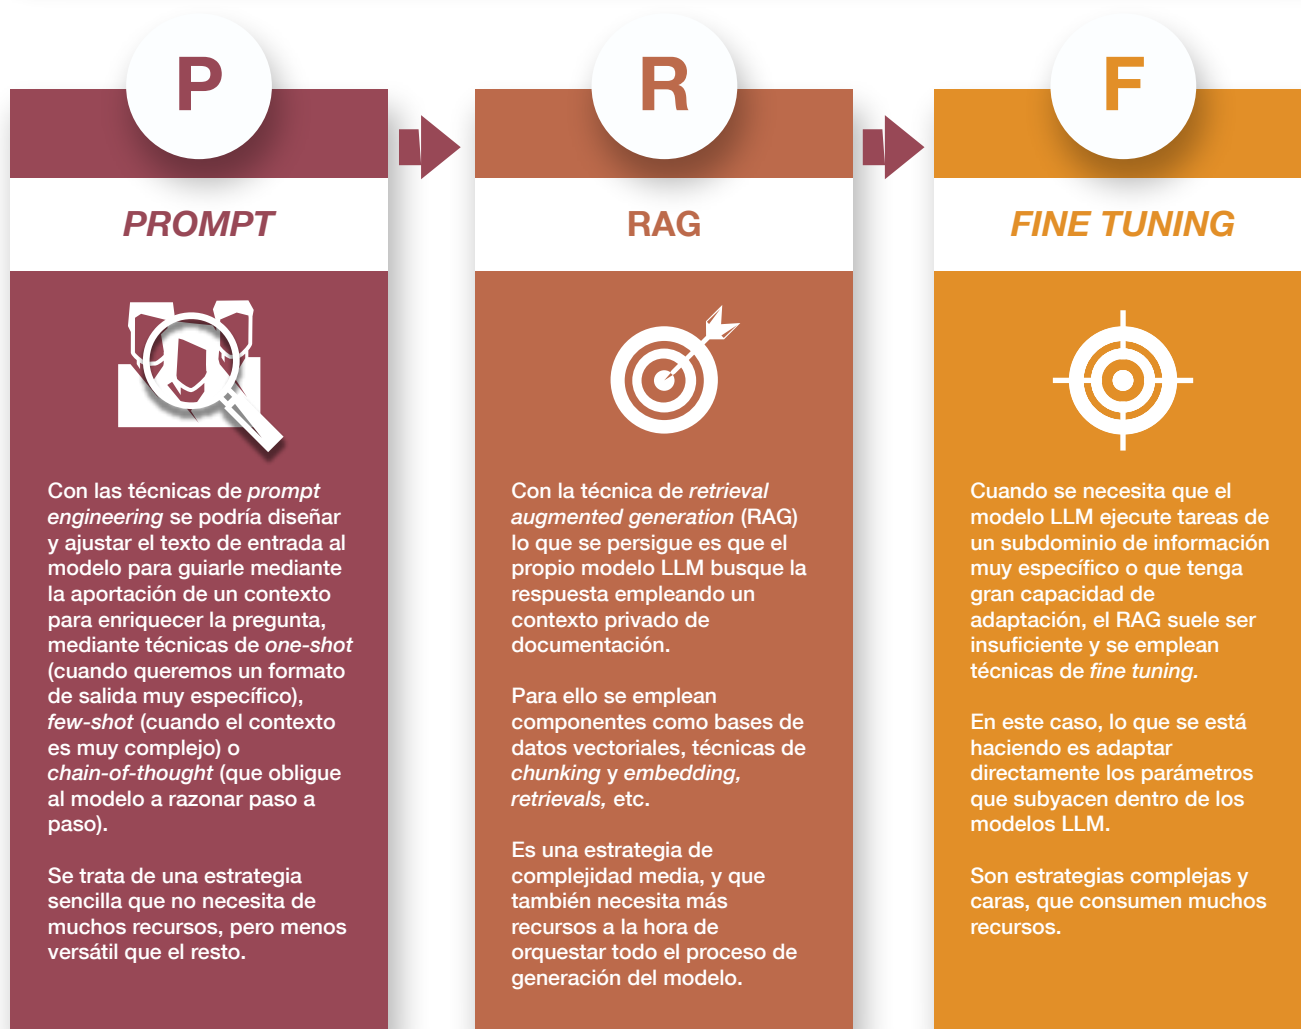 P
PROMPT
Con las técnicas de prompt
engineering se podría diseñar
y ajustar el texto de entrada al
modelo para guiarle mediante
la aportación de un contexto
para enriquecer la pregunta,
mediante técnicas de one-shot
(cuando queremos un formato
de salida muy específico),
few-shot (cuando el contexto
es muy complejo) o
chain-of-thought (que obligue
al modelo a razonar paso a
paso).
Se trata de una estrategia
sencilla que no necesita de
muchos recursos, pero menos
versátil que el resto.
R
RAG
Con la técnica de retrieval
augmented generation (RAG)
lo que se persigue es que el
propio modelo LLM busque la
respuesta empleando un
contexto privado de
documentación.
Para ello se emplean
componentes como bases de
datos vectoriales, técnicas de
chunking y embedding,
retrievals, etc.
Es una estrategia de
complejidad media, y que
también necesita más
recursos a la hora de
orquestar todo el proceso de
generación del modelo.
F
FINE TUNING
Cuando se necesita que el
modelo LLM ejecute tareas de
un subdominio de información
muy específico o que tenga
gran capacidad de
adaptación, el RAG suele ser
insuficiente y se emplean
técnicas de fine tuning.
En este caso, lo que se está
haciendo es adaptar
directamente los parámetros
que subyacen dentro de los
modelos LLM.
Son estrategias complejas y
caras, que consumen muchos
recursos.